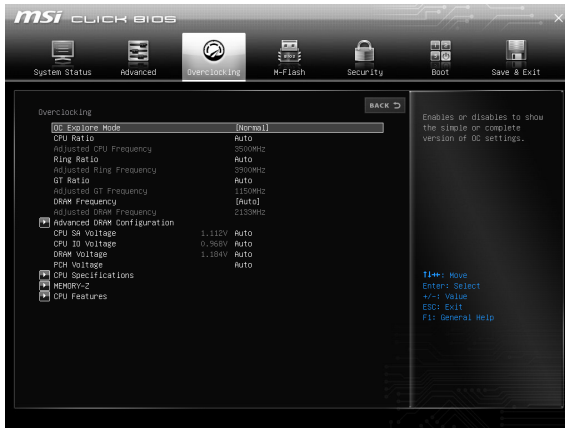 msi CLICK BIOS
×
System Status Advanced Overclocking M-Flash Security Boot Save & Exit
BACK
Overclocking
OC Explore Mode [Normal]
CPU Ratio Auto
Adjusted CPU Frequency 3500MHz
Ring Ratio Auto
Adjusted Ring Frequency 3900MHz
GT Ratio Auto
Adjusted GT Frequency 1150MHz
DRAM Frequency [Auto]
Adjusted DRAM Frequency 2133MHz
Advanced DRAM Configuration
CPU SA Voltage 1.112V Auto
CPU IO Voltage 0.968V Auto
DRAM Voltage 1.184V Auto
PCH Voltage Auto
CPU Specifications
MEMORY-Z
CPU Features
Enables or disables to show
the simple or complete
version of OC settings.
↑↓←→: Move
Enter: Select
+/-: Value
ESC: Exit
F1: General Help